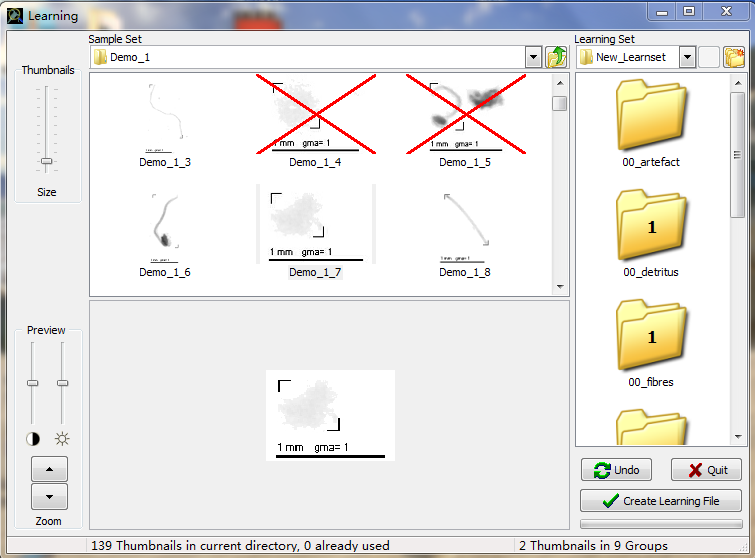 Learning
Sample Set
Learning Set
Demo_1
New_Learnset
Thumbnails
Size
Demo_1_3
1 mm gma= 1
Demo_1_4
1 mm gma= 1
Demo_1_5
Demo_1_6
1 mm gma= 1
Demo_1_7
Demo_1_8
00_artefact
1
00_detritus
1
00_fibres
Preview
Zoom
1 mm gma= 1
Undo
Quit
Create Learning File
139 Thumbnails in current directory, 0 already used
2 Thumbnails in 9 Groups